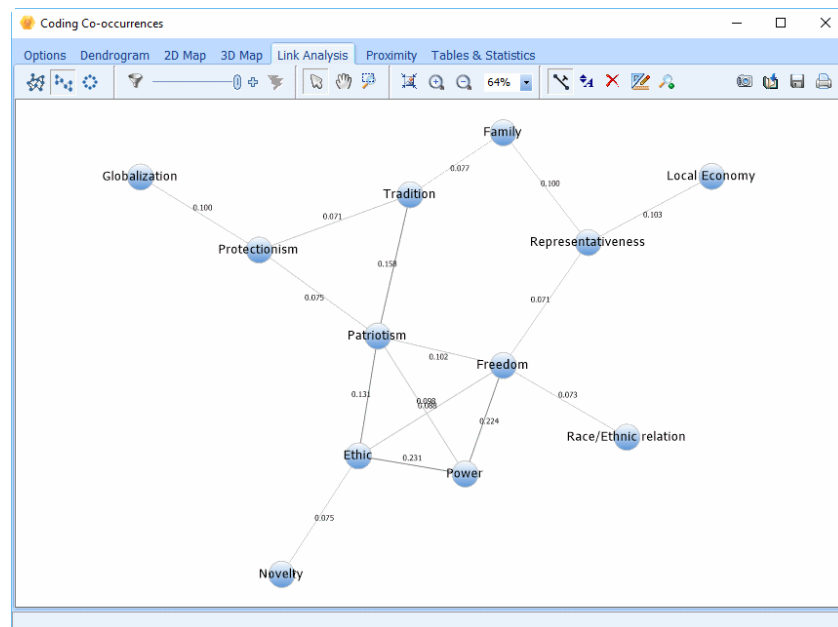 Coding Co-occurrences
Options Dendrogram 2D Map 3D Map Link Analysis Proximity Tables & Statistics
64%
A
Family
Globalization
Local Economy
0.077
Tradition
0.100
0.100
0.103
0.071
Representativeness
Protectionism
0.158
0.075
0.071
Patriotism
0.102
Freedom
0.131
0.073
0.098
0.224
Race/Ethnic relation
Ethic
0.231
Power
0.075
Novelty